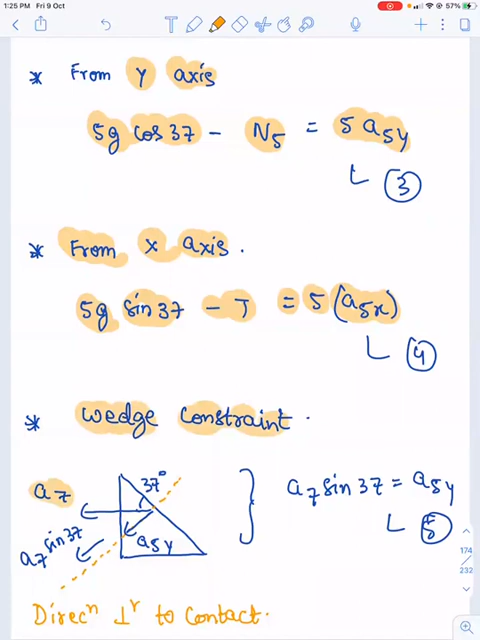 1:25 PM Fri 9 Oct 57%
* From y axis
5g cos 37 - N5 = 5 a5y
3
* From x axis.
5g sin 37 - T = 5 (a5x)
4
* Wedge constraint.
a7 37°
a7 sin 37 = a5y
a5y
a7 sin 37
5
Direcⁿ ⊥ʳ to Contact.
174
/
232